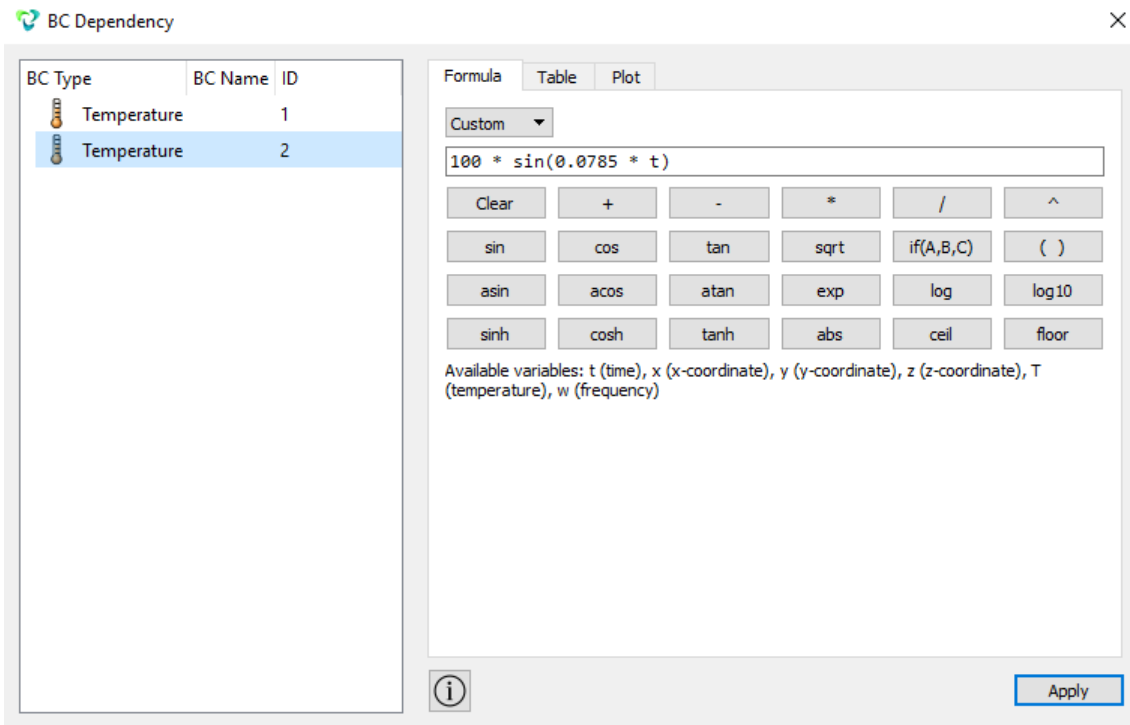 BC Dependency
BC Type BC Name ID
Temperature 1
Temperature 2
Formula Table Plot
Custom
100 * sin(0.0785 * t)
Clear + - * / ^
sin cos tan sqrt if(A,B,C) ( )
asin acos atan exp log log10
sinh cosh tanh abs ceil floor
Available variables: t (time), x (x-coordinate), y (y-coordinate), z (z-coordinate), T
(temperature), w (frequency)
i
Apply